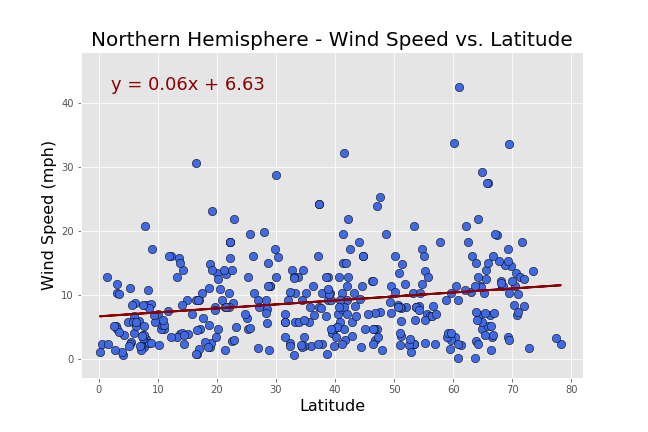 Northern Hemisphere - Wind Speed vs. Latitude
y = 0.06x + 6.63
Wind Speed (mph)
40
30
20
10
0
0 10 20 30 40 50 60 70 80
Latitude